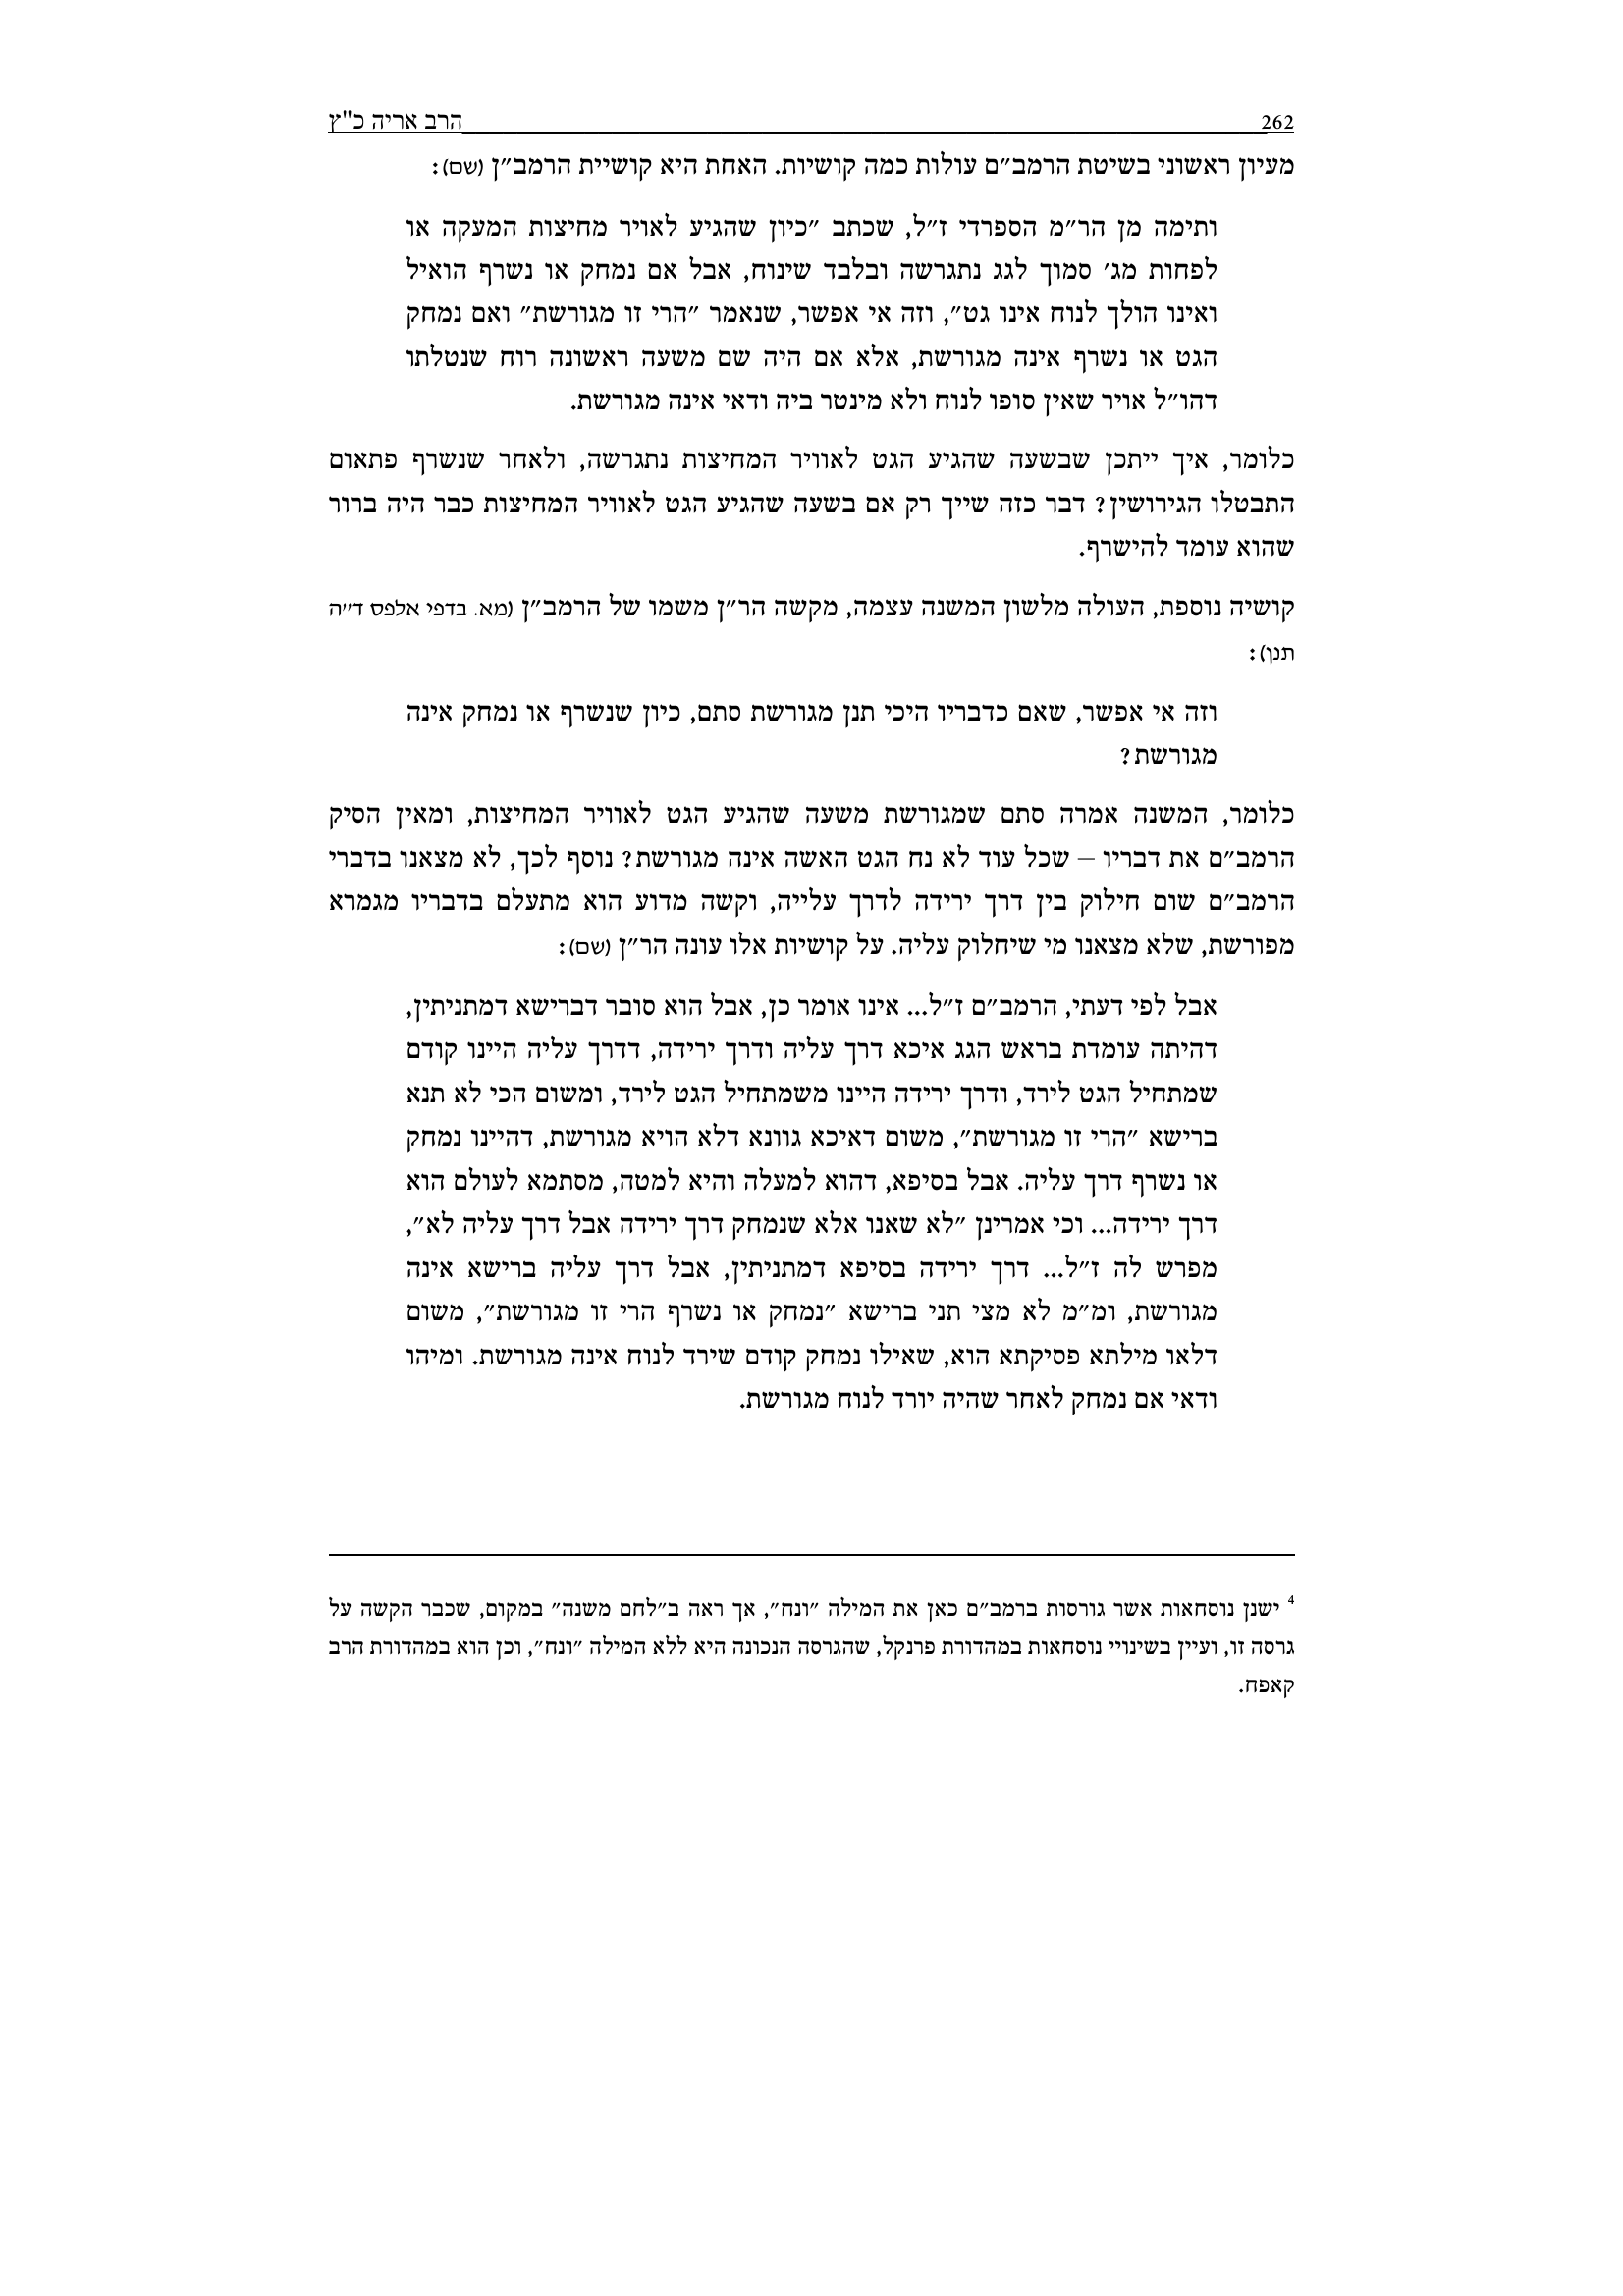 262 הרב אריה כ"ץ
מעיון ראשוני בשיטת הרמב״ם עולות כמה קושיות. האחת היא קושיית הרמב״ן (שם):
ותימה מן הר״מ הספרדי ז״ל, שכתב ״כיון שהגיע לאויר מחיצות המעקה או
לפחות מג׳ סמוך לגג נתגרשה ובלבד שינוח, אבל אם נמחק או נשרף הואיל
ואינו הולך לנוח אינו גט״, וזה אי אפשר, שנאמר ״הרי זו מגורשת״ ואם נמחק
הגט או נשרף אינה מגורשת, אלא אם היה שם משעה ראשונה רוח שנטלתו
דהו״ל אויר שאין סופו לנוח ולא מינטר ביה ודאי אינה מגורשת.
כלומר, איך ייתכן שבשעה שהגיע הגט לאוויר המחיצות נתגרשה, ולאחר שנשרף פתאום
התבטלו הגירושין? דבר כזה שייך רק אם בשעה שהגיע הגט לאוויר המחיצות כבר היה ברור
שהוא עומד להישרף.
קושיה נוספת, העולה מלשון המשנה עצמה, מקשה הר״ן משמו של הרמב״ן (מא. בדפי אלפס ד״ה
תנן):
וזה אי אפשר, שאם כדבריו היכי תנן מגורשת סתם, כיון שנשרף או נמחק אינה
מגורשת?
כלומר, המשנה אמרה סתם שמגורשת משעה שהגיע הגט לאוויר המחיצות, ומאין הסיק
הרמב״ם את דבריו – שכל עוד לא נח הגט האשה אינה מגורשת? נוסף לכך, לא מצאנו בדברי
הרמב״ם שום חילוק בין דרך ירידה לדרך עלייה, וקשה מדוע הוא מתעלם בדבריו מגמרא
מפורשת, שלא מצאנו מי שיחלוק עליה. על קושיות אלו עונה הר״ן (שם):
אבל לפי דעתי, הרמב״ם ז״ל... אינו אומר כן, אבל הוא סובר דברישא דמתניתין,
דהיתה עומדת בראש הגג איכא דרך עליה ודרך ירידה, דדרך עליה היינו קודם
שמתחיל הגט לירד, ודרך ירידה היינו משמתחיל הגט לירד, ומשום הכי לא תנא
ברישא ״הרי זו מגורשת״, משום דאיכא גוונא דלא הויא מגורשת, דהיינו נמחק
או נשרף דרך עליה. אבל בסיפא, דהוא למעלה והיא למטה, מסתמא לעולם הוא
דרך ירידה... וכי אמרינן ״לא שאנו אלא שנמחק דרך ירידה אבל דרך עליה לא״,
מפרש לה ז״ל... דרך ירידה בסיפא דמתניתין, אבל דרך עליה ברישא אינה
מגורשת, ומ״מ לא מצי תני ברישא ״נמחק או נשרף הרי זו מגורשת״, משום
דלאו מילתא פסיקתא הוא, שאילו נמחק קודם שירד לנוח אינה מגורשת. ומיהו
ודאי אם נמחק לאחר שהיה יורד לנוח מגורשת.
4 ישנן נוסחאות אשר גורסות ברמב״ם כאן את המילה ״ונח״, אך ראה ב״לחם משנה״ במקום, שכבר הקשה על
גרסה זו, ועיין בשינויי נוסחאות במהדורת פרנקל, שהגרסה הנכונה היא ללא המילה ״ונח״, וכן הוא במהדורת הרב
קאפח.